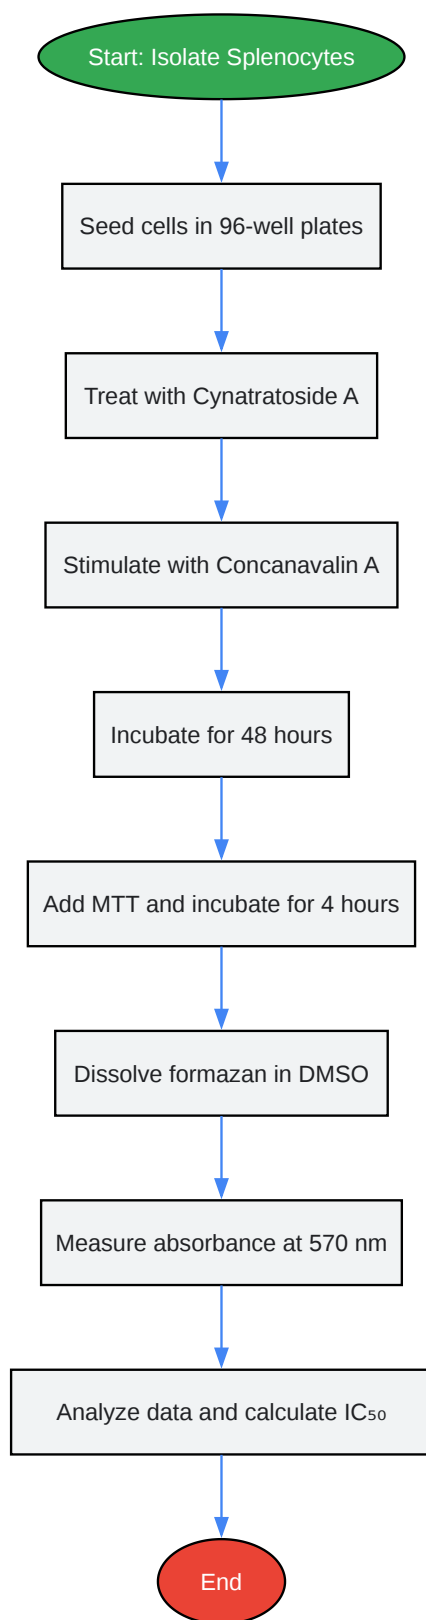 Start: Isolate Splenocytes
Seed cells in 96-well plates
Treat with Cynatratoside A
Stimulate with Concanavalin A
Incubate for 48 hours
Add MTT and incubate for 4 hours
Dissolve formazan in DMSO
Measure absorbance at 570 nm
Analyze data and calculate IC₅₀
End